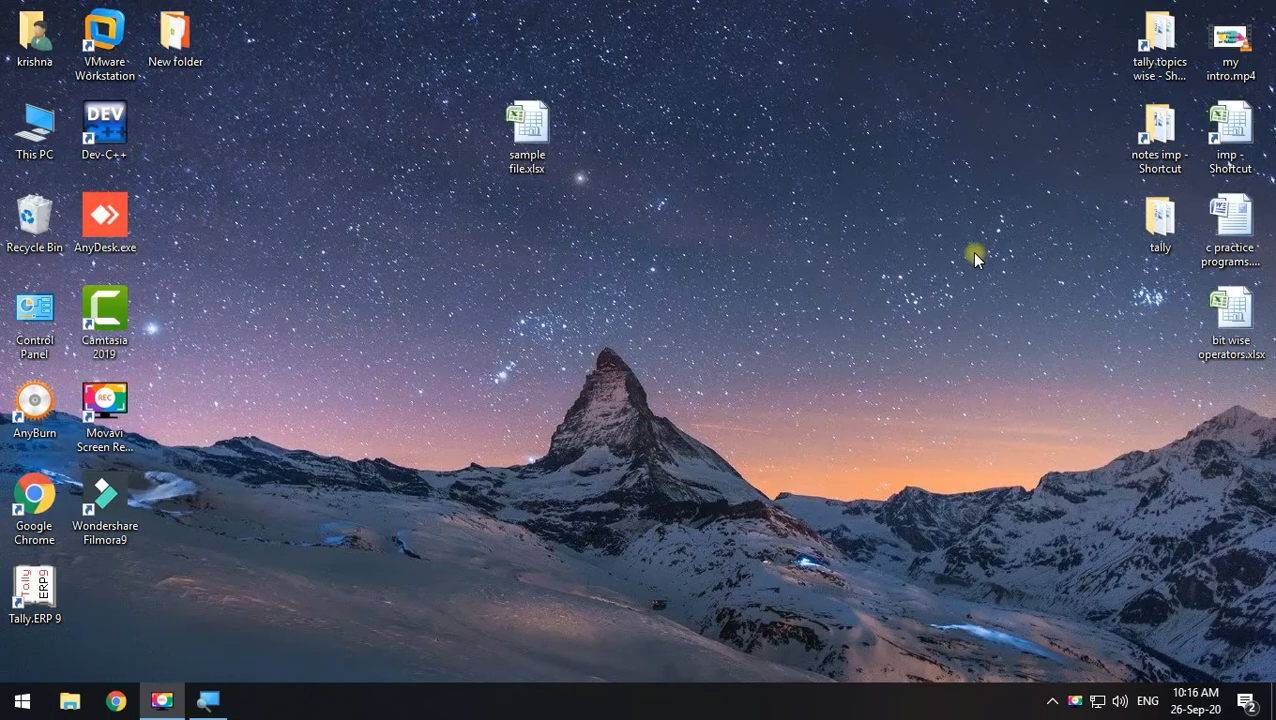 krishna
VMware
Workstation
New folder
This PC
DEV
C++
Dev-C++
Recycle Bin
AnyDesk.exe
Control
Panel
Camtasia
2019
AnyBurn
REC
Movavi
Screen Re...
Google
Chrome
Wondershare
Filmora9
Tally
ERP9
Tally.ERP 9
sample
file.xlsx
tally topics
wise - Sh...
my
intro.mp4
notes imp -
Shortcut
imp -
Shortcut
tally
c practice
programs....
bit wise
operators.xlsx
ENG
10:16 AM
26-Sep-20
2